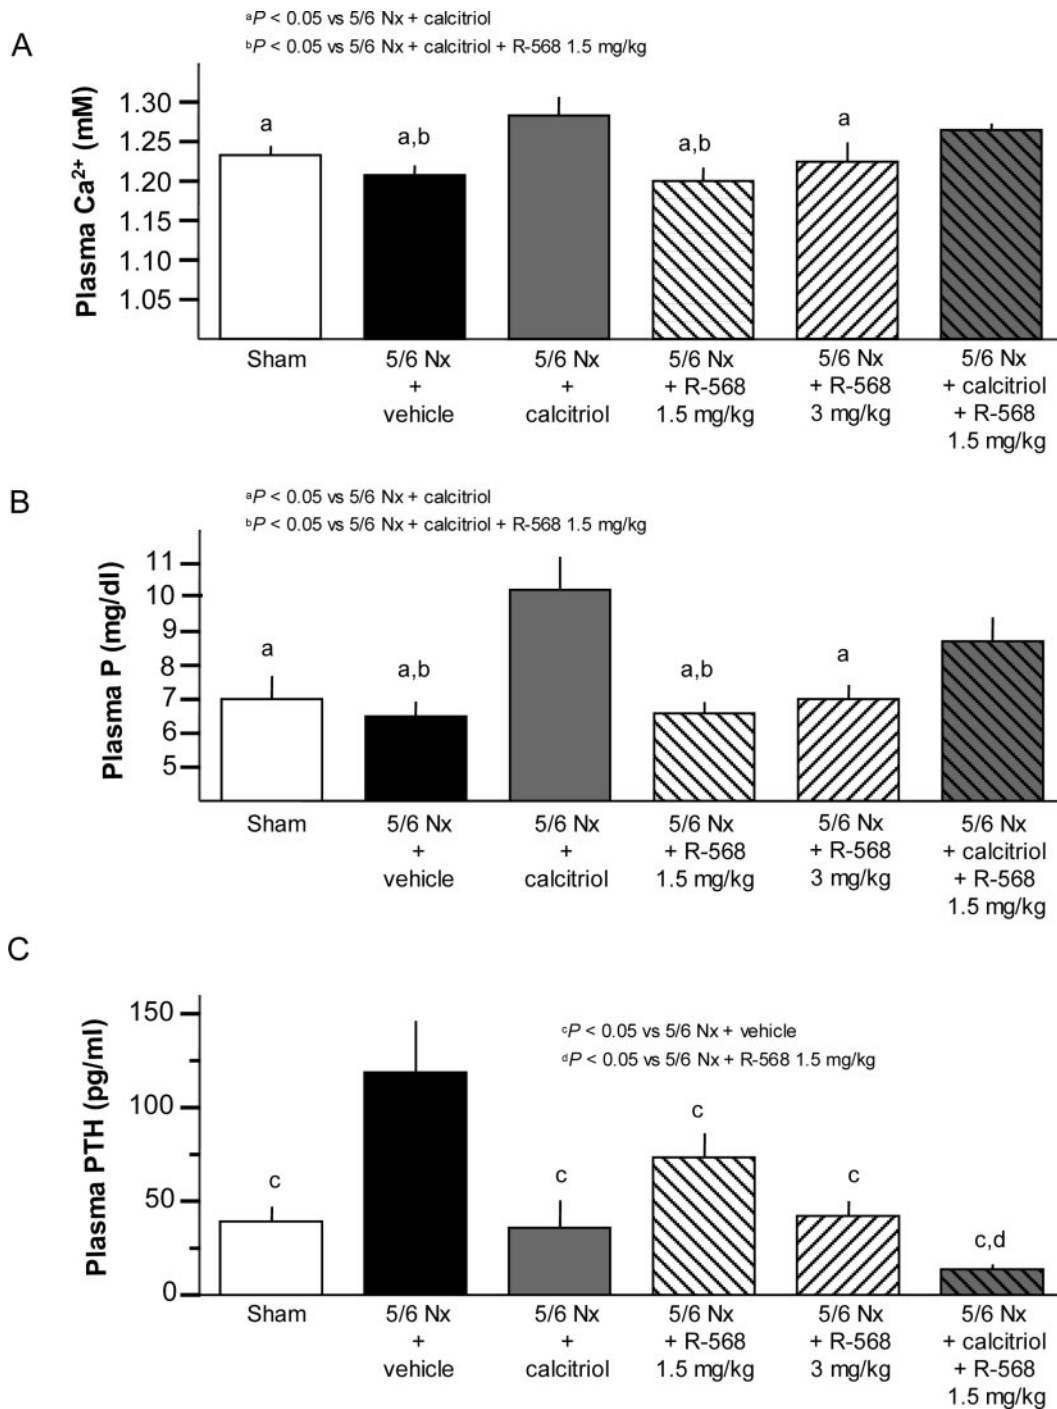 A
ᵃP < 0.05 vs 5/6 Nx + calcitriol
ᵇP < 0.05 vs 5/6 Nx + calcitriol + R-568 1.5 mg/kg
Plasma Ca²⁺ (mM)
1.30
1.25
1.20
1.15
1.10
1.05
a
a,b
a,b
a
Sham
5/6 Nx
+
vehicle
5/6 Nx
+
calcitriol
5/6 Nx
+ R-568
1.5 mg/kg
5/6 Nx
+ R-568
3 mg/kg
5/6 Nx
+ calcitriol
+ R-568
1.5 mg/kg
B
ᵃP < 0.05 vs 5/6 Nx + calcitriol
ᵇP < 0.05 vs 5/6 Nx + calcitriol + R-568 1.5 mg/kg
Plasma P (mg/dl)
11
10
9
8
7
6
5
a
a,b
a,b
a
Sham
5/6 Nx
+
vehicle
5/6 Nx
+
calcitriol
5/6 Nx
+ R-568
1.5 mg/kg
5/6 Nx
+ R-568
3 mg/kg
5/6 Nx
+ calcitriol
+ R-568
1.5 mg/kg
C
ᶜP < 0.05 vs 5/6 Nx + vehicle
ᵈP < 0.05 vs 5/6 Nx + R-568 1.5 mg/kg
Plasma PTH (pg/ml)
150
100
50
0
c
c
c
c
c,d
Sham
5/6 Nx
+
vehicle
5/6 Nx
+
calcitriol
5/6 Nx
+ R-568
1.5 mg/kg
5/6 Nx
+ R-568
3 mg/kg
5/6 Nx
+ calcitriol
+ R-568
1.5 mg/kg